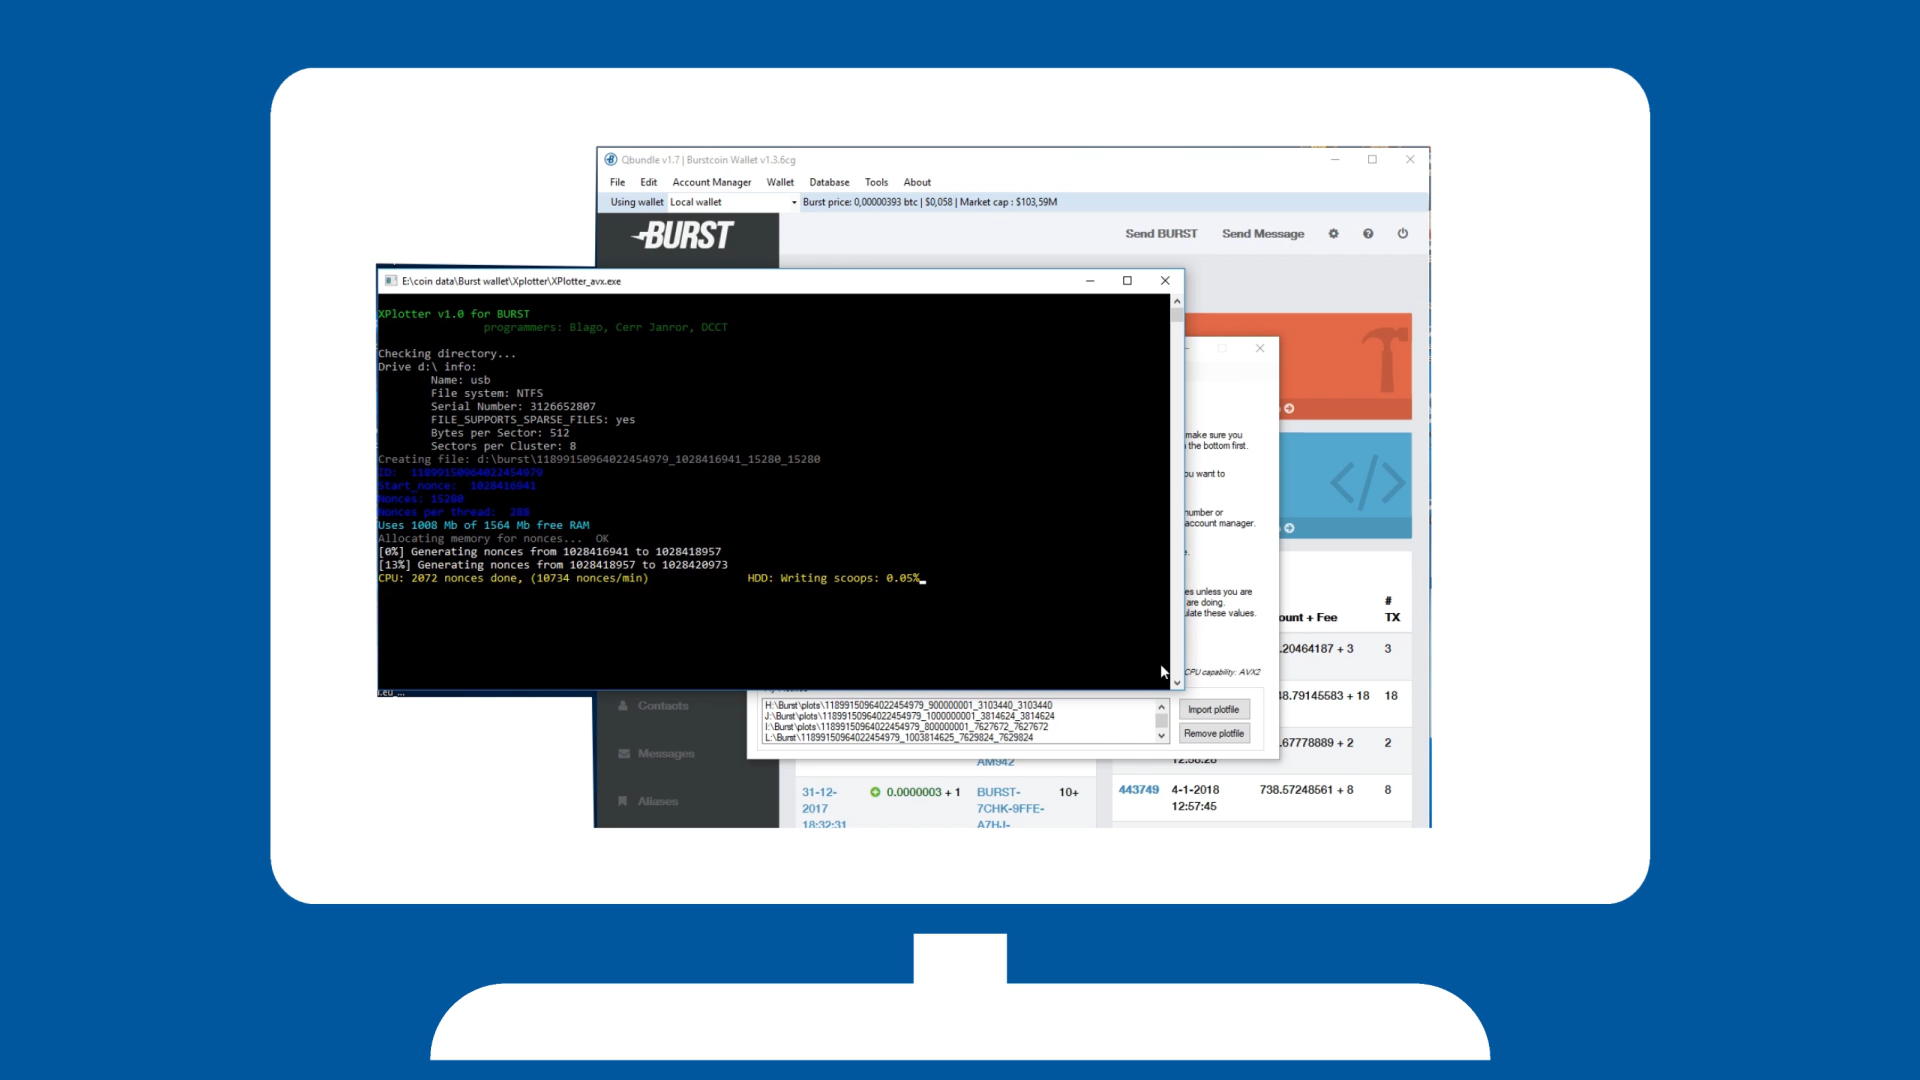 Qbundle v1.7 | Burstcoin Wallet v1.3.6cg
File Edit Account Manager Wallet Database Tools About
Using wallet Local wallet Burst price: 0,00000393 btc | $0,058 | Market cap : $103,59M
BURST
Send BURST Send Message
E:\coin data\Burst wallet\Xplotter\XPlotter_avx.exe
XPlotter v1.0 for BURST
programmers: Blago, Cerr Janror, DCCT
Checking directory...
Drive d:\ info:
Name: usb
File system: NTFS
Serial Number: 3126652807
FILE_SUPPORTS_SPARSE_FILES: yes
Bytes per Sector: 512
Sectors per Cluster: 8
Creating file: d:\burst\11899150964022454979_1028416941_15280_15280
ID: 11899150964022454979
Start_nonce: 1028416941
Nonces: 15280
Nonces per thread: 288
Uses 1008 Mb of 1564 Mb free RAM
Allocating memory for nonces... OK
[0%] Generating nonces from 1028416941 to 1028418957
[13%] Generating nonces from 1028418957 to 1028420973
CPU: 2072 nonces done, (10734 nonces/min) HDD: Writing scoops: 0.05%
make sure you
the bottom first.
ou want to
number or
account manager.
e.
es unless you are
are doing.
ulate these values.
CPU capability: AVX2
H:\Burst\plots\11899150964022454979_900000001_3103440_3103440
J:\Burst\plots\11899150964022454979_1000000001_3814624_3814624
I:\Burst\plots\11899150964022454979_800000001_7627672_7627672
L:\Burst\11899150964022454979_1003814625_7629824_7629824
Import plotfile
Remove plotfile
ount + Fee # TX
.20464187 + 3 3
8.79145583 + 18 18
.67778889 + 2 2
12:56:26
443749 4-1-2018 12:57:45 738.57248561 + 8 8
Contacts
Messages
Aliases
AM942
31-12-2017 18:32:31 0.0000003 + 1 BURST-7CHK-9FFE-A7HJ- 10+